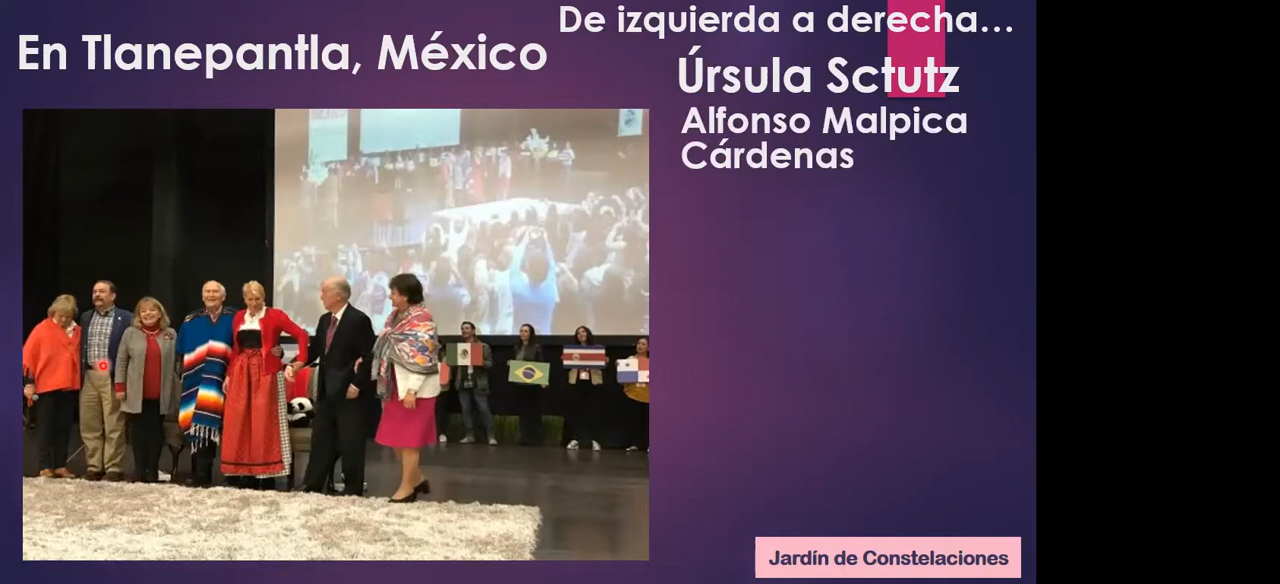 En Tlanepantla, México
De izquierda a derecha...
Úrsula Sctutz
Alfonso Malpica
Cárdenas
Jardín de Constelaciones